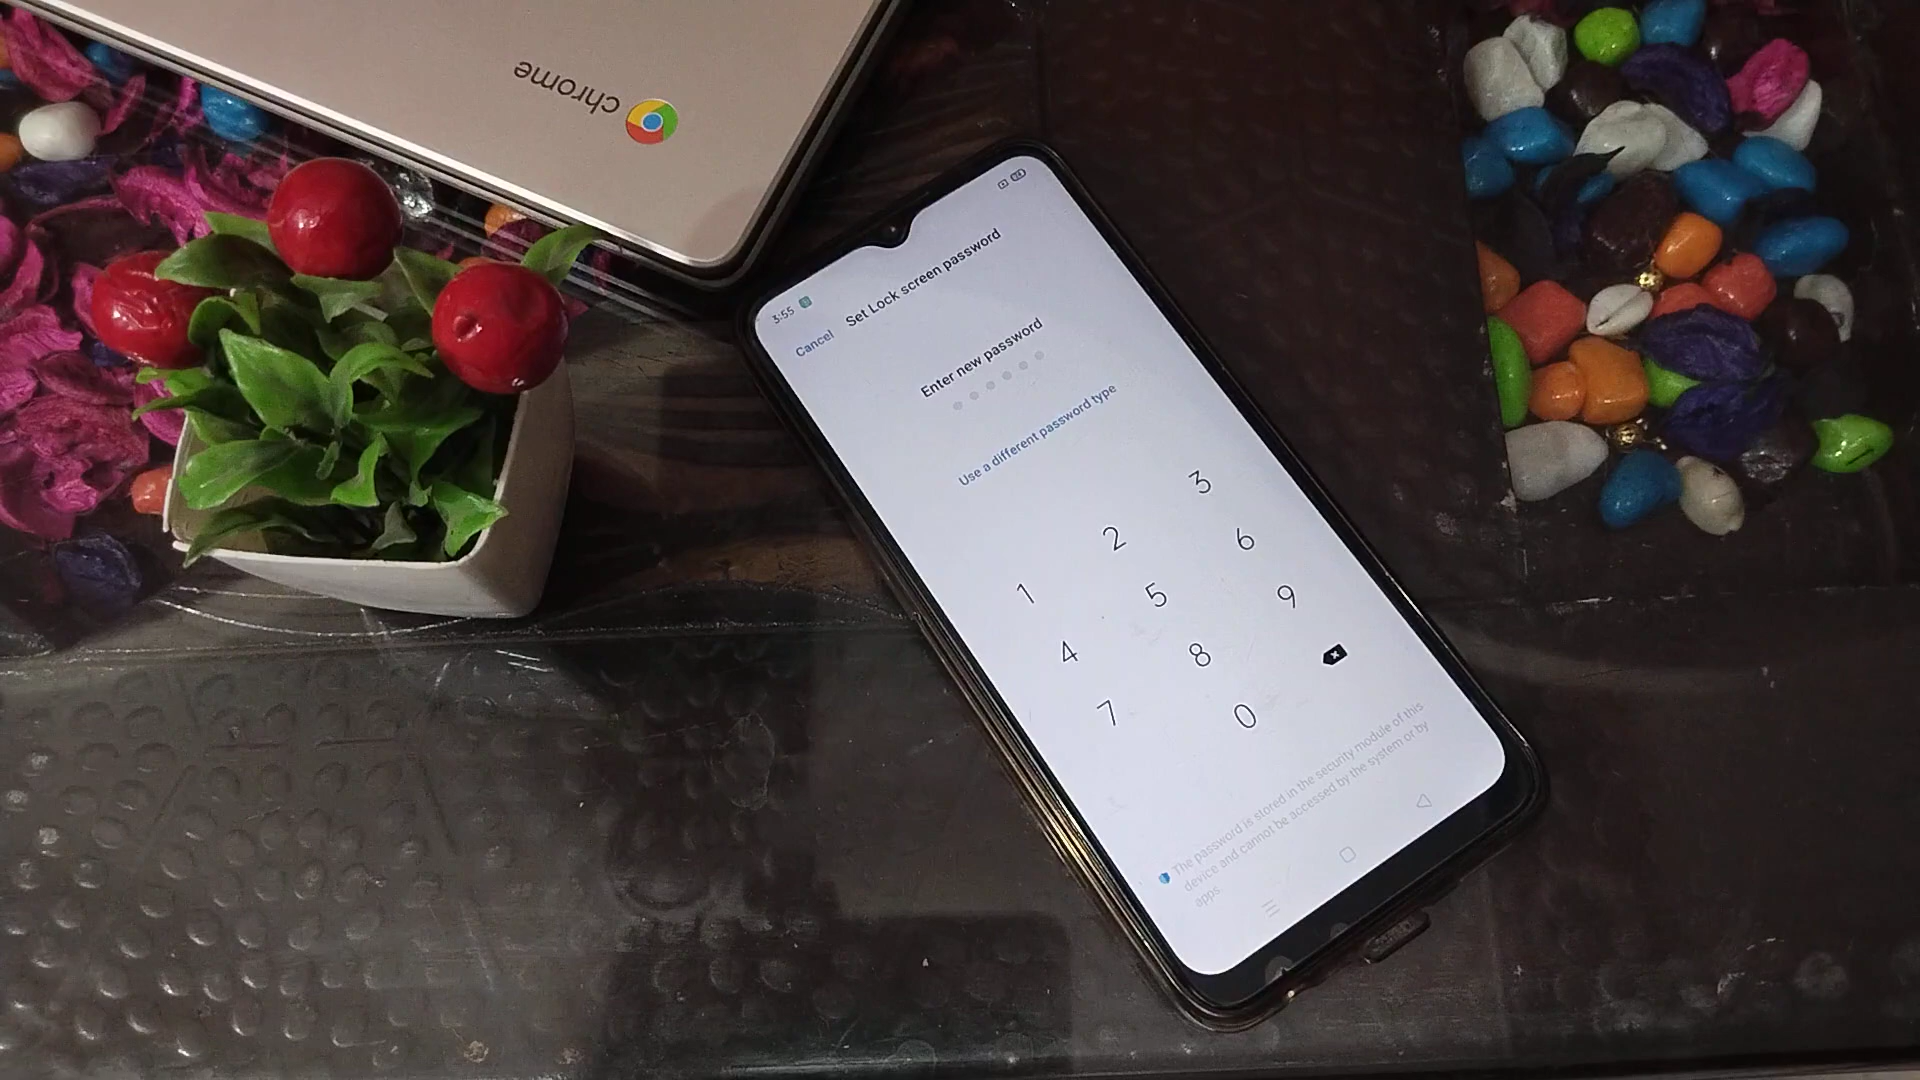 chrome
3:55
Cancel
Set Lock screen password
Enter new password
Use a different password type
1 2 3
4 5 6
7 8 9
0
The password is stored in the security module of this
device and cannot be accessed by the system or by
apps.